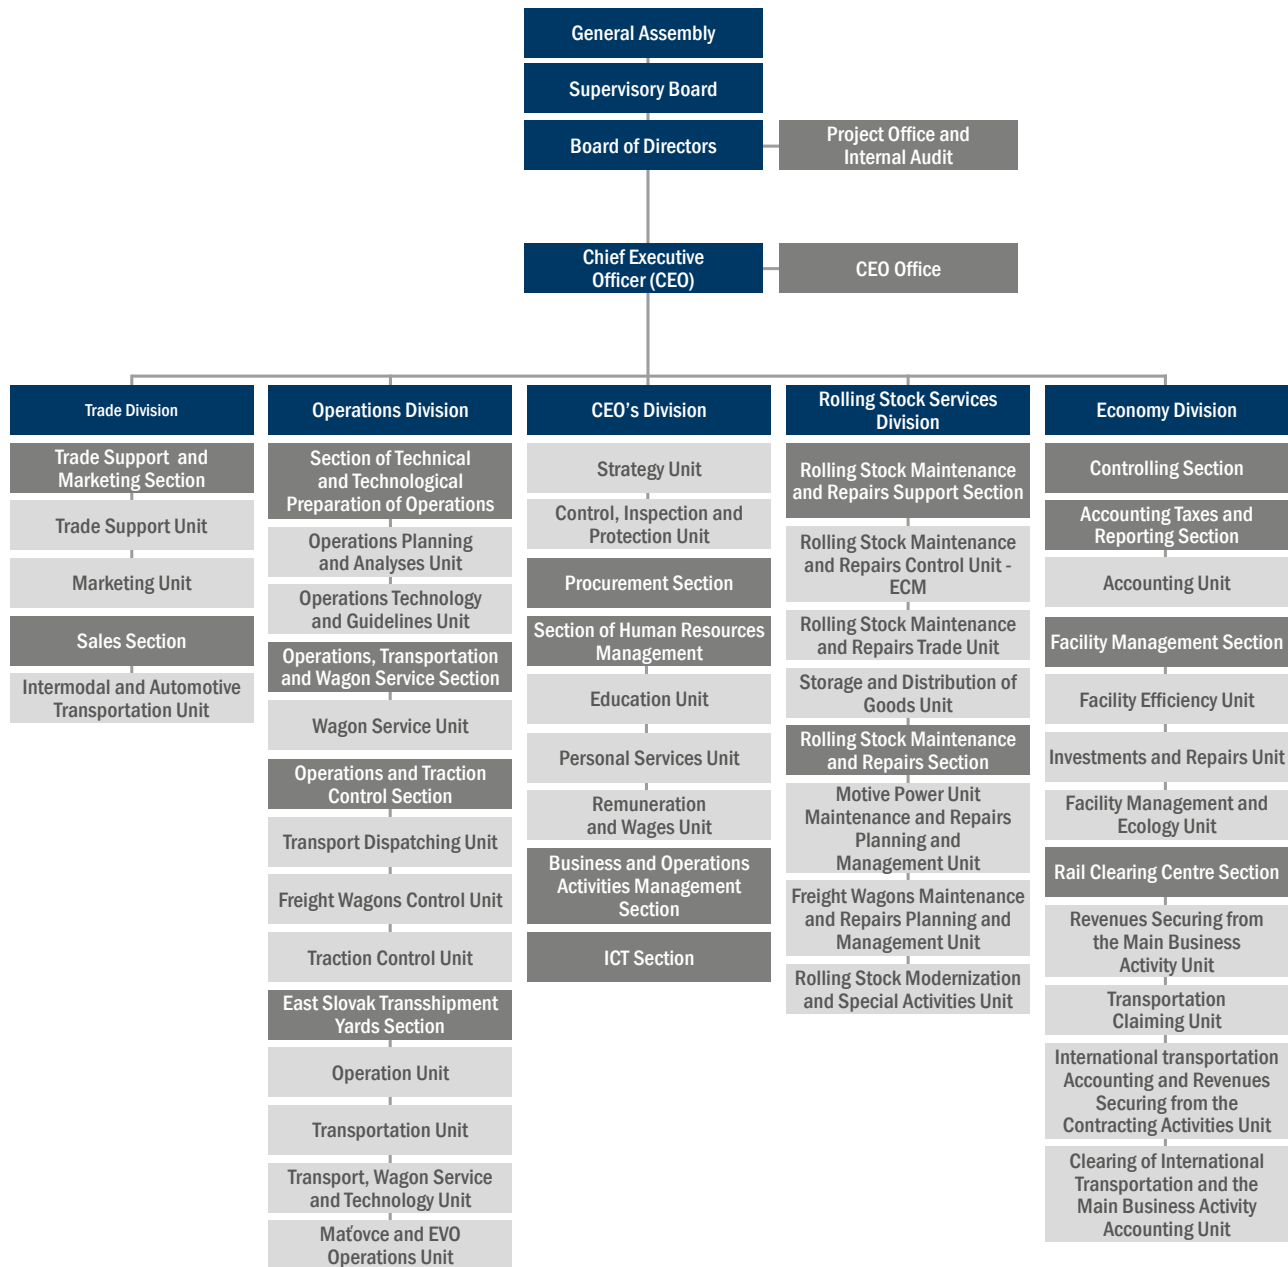 General Assembly
Supervisory Board
Board of Directors
Project Office and
Internal Audit
Chief Executive
Officer (CEO)
CEO Office
Trade Division
Trade Support and
Marketing Section
Trade Support Unit
Marketing Unit
Sales Section
Intermodal and Automotive
Transportation Unit
Operations Division
Section of Technical
and Technological
Preparation of Operations
Operations Planning
and Analyses Unit
Operations Technology
and Guidelines Unit
Operations, Transportation
and Wagon Service Section
Wagon Service Unit
Operations and Traction
Control Section
Transport Dispatching Unit
Freight Wagons Control Unit
Traction Control Unit
East Slovak Transshipment
Yards Section
Operation Unit
Transportation Unit
Transport, Wagon Service
and Technology Unit
Maťovce and EVO
Operations Unit
CEO's Division
Strategy Unit
Control, Inspection and
Protection Unit
Procurement Section
Section of Human Resources
Management
Education Unit
Personal Services Unit
Remuneration
and Wages Unit
Business and Operations
Activities Management
Section
ICT Section
Rolling Stock Services
Division
Rolling Stock Maintenance
and Repairs Support Section
Rolling Stock Maintenance
and Repairs Control Unit -
ECM
Rolling Stock Maintenance
and Repairs Trade Unit
Storage and Distribution of
Goods Unit
Rolling Stock Maintenance
and Repairs Section
Motive Power Unit
Maintenance and Repairs
Planning and
Management Unit
Freight Wagons Maintenance
and Repairs Planning and
Management Unit
Rolling Stock Modernization
and Special Activities Unit
Economy Division
Controlling Section
Accounting Taxes and
Reporting Section
Accounting Unit
Facility Management Section
Facility Efficiency Unit
Investments and Repairs Unit
Facility Management and
Ecology Unit
Rail Clearing Centre Section
Revenues Securing from
the Main Business
Activity Unit
Transportation
Claiming Unit
International transportation
Accounting and Revenues
Securing from the
Contracting Activities Unit
Clearing of International
Transportation and the
Main Business Activity
Accounting Unit